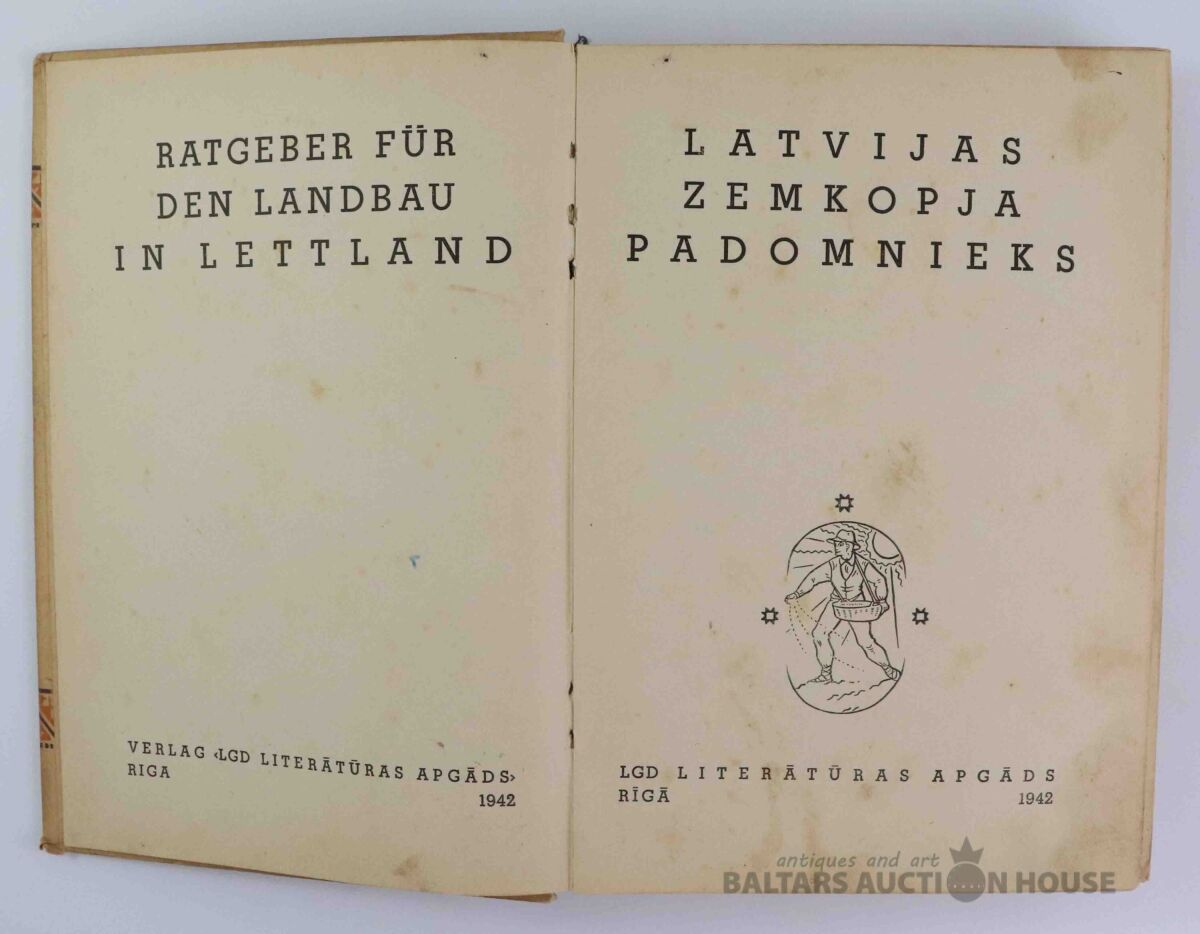 RATGEBER FÜR
DEN LANDBAU
IN LETTLAND
VERLAG ‹LGD LITERĀTŪRAS APGĀDS›
RIGA
1942
LATVIJAS
ZEMKOPJA
PADOMNIEKS
LGD LITERĀTŪRAS APGĀDS
RĪGĀ 1942
antiques and art
BALTARS AUCTION HOUSE